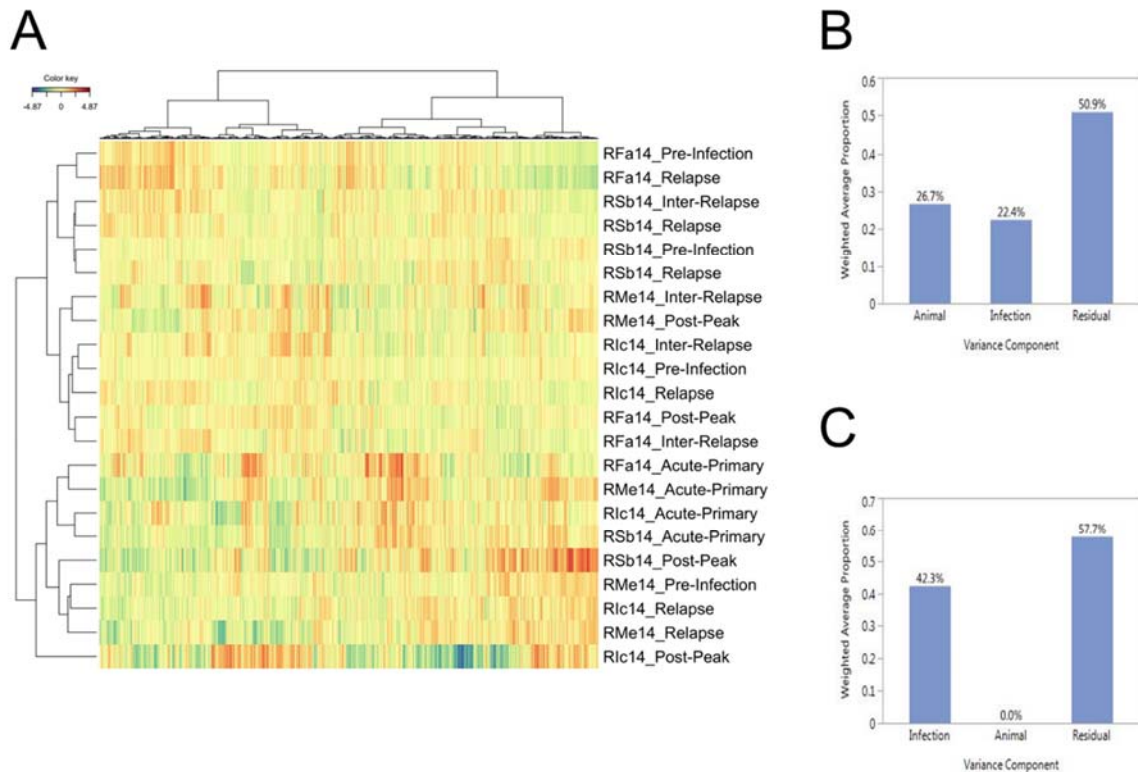 A
Color key
-4.87 0 4.87
RFa14_Pre-Infection
RFa14_Relapse
RSb14_Inter-Relapse
RSb14_Relapse
RSb14_Pre-Infection
RSb14_Relapse
RMe14_Inter-Relapse
RMe14_Post-Peak
RIc14_Inter-Relapse
RIc14_Pre-Infection
RIc14_Relapse
RFa14_Post-Peak
RFa14_Inter-Relapse
RFa14_Acute-Primary
RMe14_Acute-Primary
RIc14_Acute-Primary
RSb14_Acute-Primary
RSb14_Post-Peak
RMe14_Pre-Infection
RIc14_Relapse
RMe14_Relapse
RIc14_Post-Peak
B
Weighted Average Proportion
0.6
0.5
0.4
0.3
0.2
0.1
0
26.7%
22.4%
50.9%
Animal Infection Residual
Variance Component
C
Weighted Average Proportion
0.7
0.6
0.5
0.4
0.3
0.2
0.1
0
42.3%
0.0%
57.7%
Infection Animal Residual
Variance Component